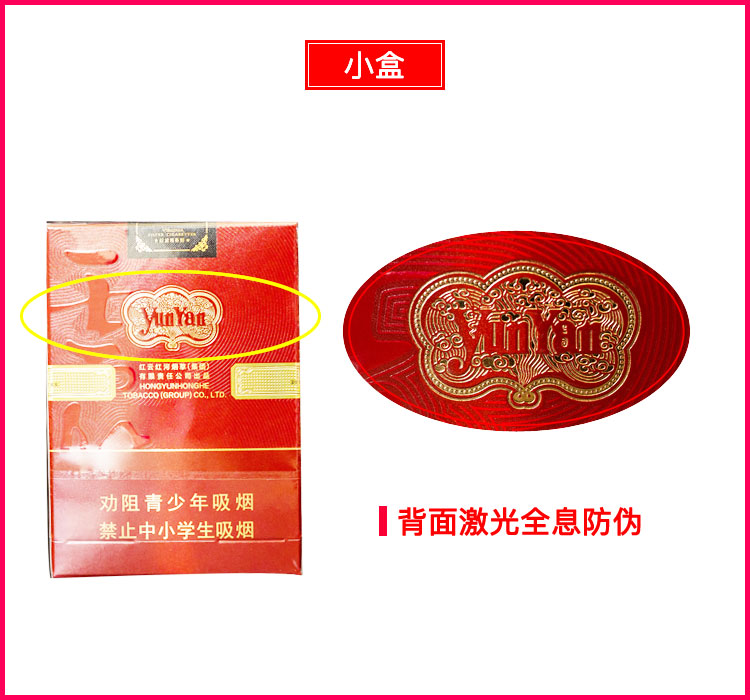 小盒
YunYan
红云红河烟草(集团)
有限责任公司出品
HONGYUNHONGHE
TOBACCO (GROUP) CO., LTD.
劝阻青少年吸烟
禁止中小学生吸烟
YunYan
背面激光全息防伪